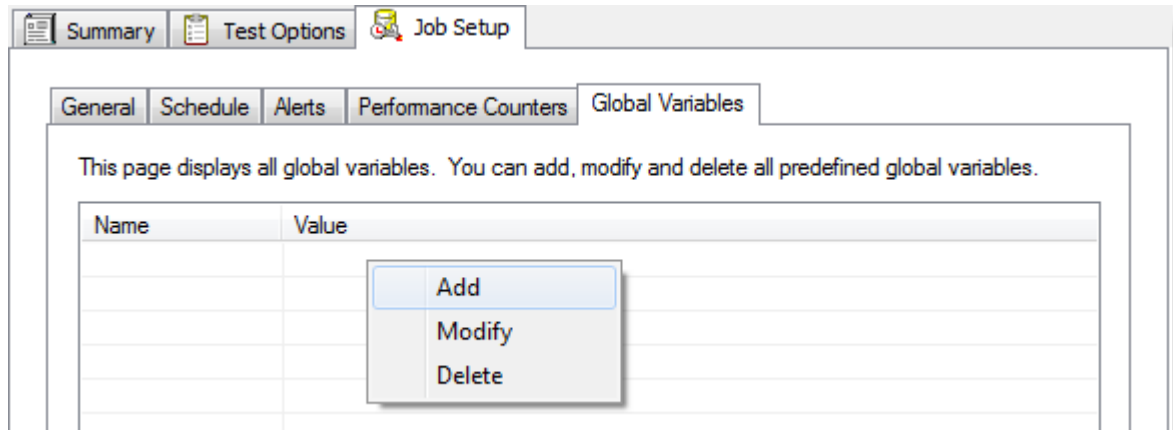 Summary Test Options Job Setup
General Schedule Alerts Performance Counters Global Variables
This page displays all global variables.  You can add, modify and delete all predefined global variables.
Name Value
Add
Modify
Delete